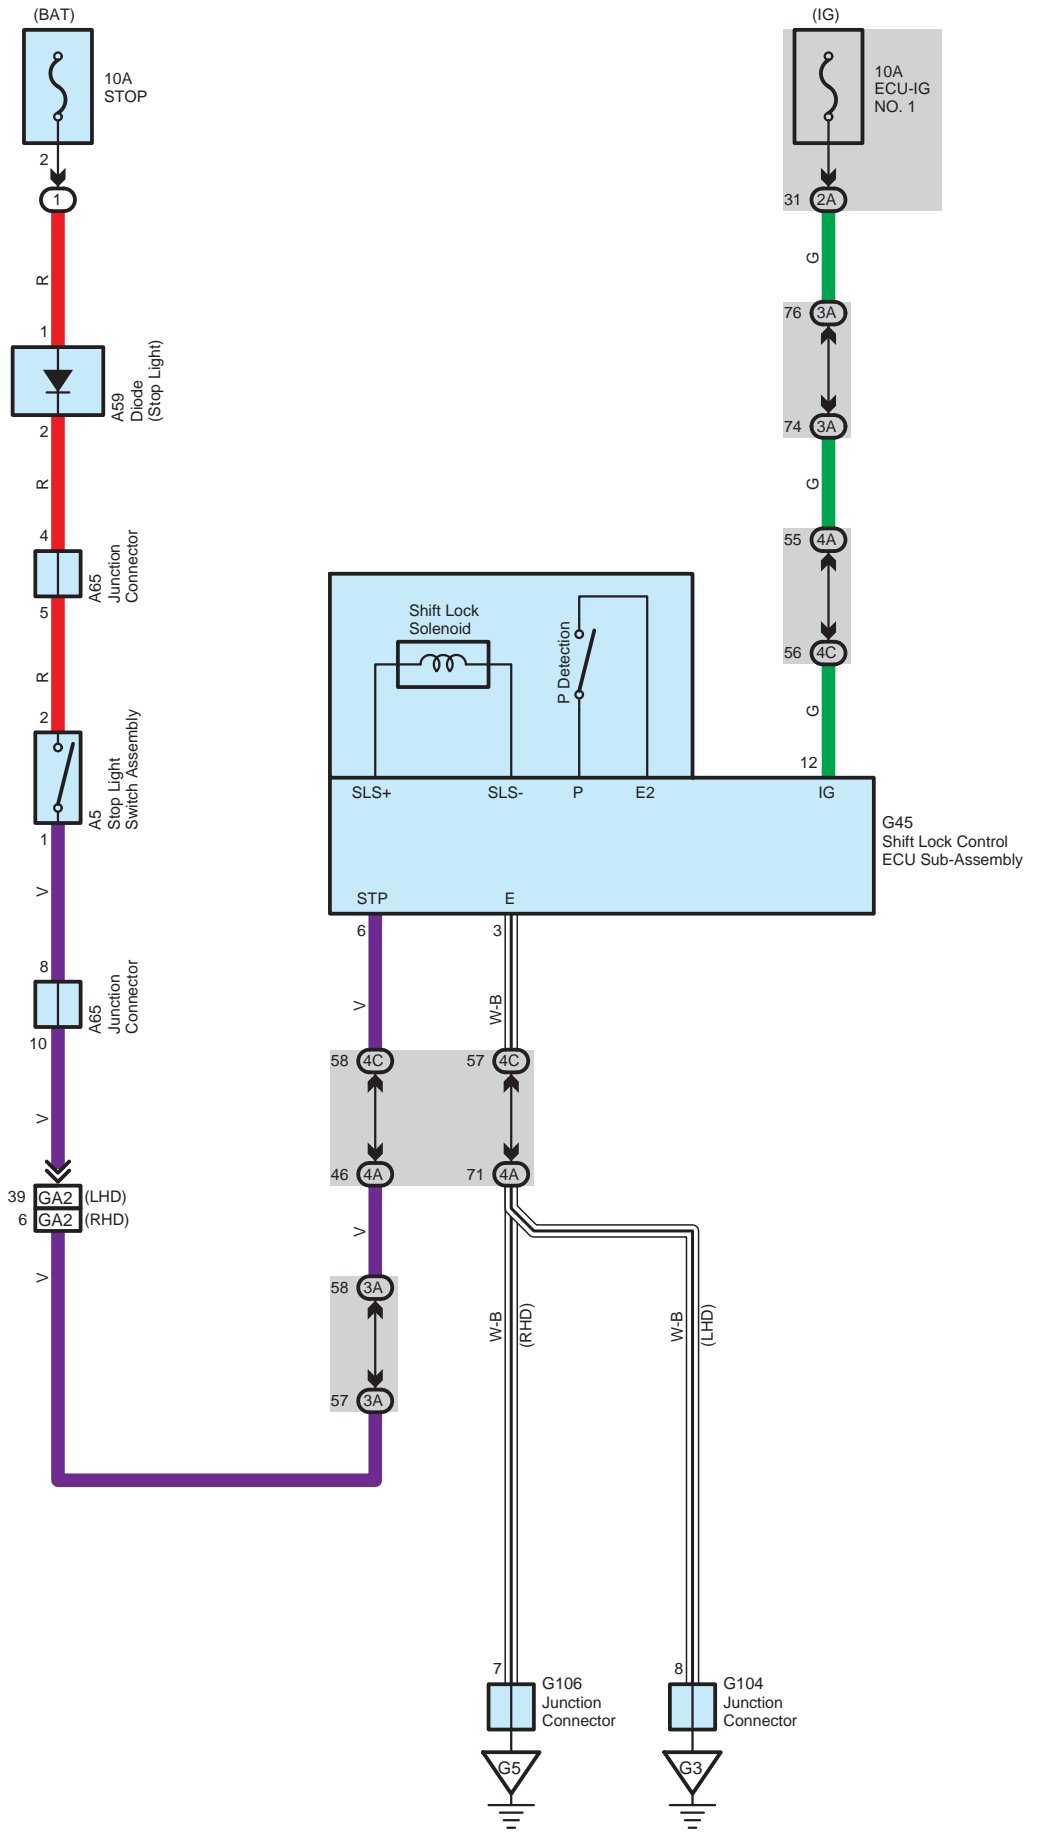 (BAT)
10A
STOP
2
1
R
1
A59
Diode
(Stop Light)
2
R
4
A65
Junction
Connector
5
R
2
A5
Stop Light
Switch Assembly
1
V
8
A65
Junction
Connector
10
V
39 GA2 (LHD)
6 GA2 (RHD)
V
(IG)
10A
ECU-IG
NO. 1
31 2A
G
76 3A
74 3A
G
55 4A
56 4C
G
12
Shift Lock
Solenoid
P Detection
SLS+ SLS- P E2 IG
G45
Shift Lock Control
ECU Sub-Assembly
STP E
6 3
V W-B
58 4C 57 4C
46 4A 71 4A
V
58 3A
57 3A
W-B
(RHD)
W-B
(LHD)
7
G106
Junction
Connector
G5
8
G104
Junction
Connector
G3